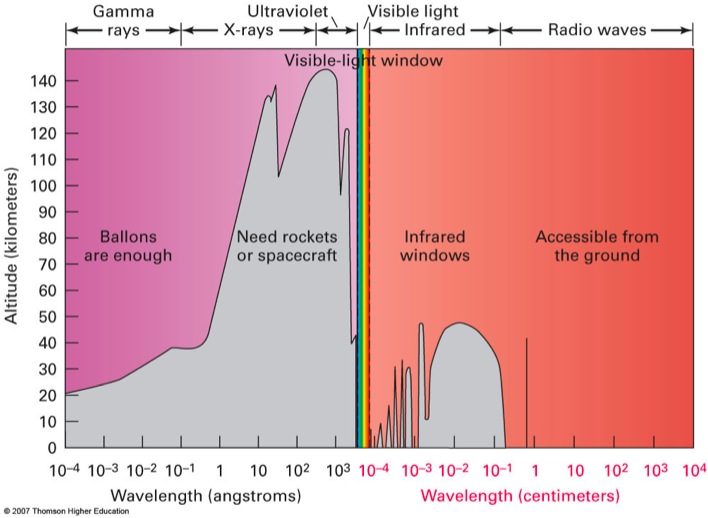 Gamma rays
X-rays
Ultraviolet
Visible light
Infrared
Radio waves
Visible-light window
Altitude (kilometers)
140
130
120
110
100
90
80
70
60
50
40
30
20
10
0
Ballons
are enough
Need rockets
or spacecraft
Infrared
windows
Accessible from
the ground
10⁻⁴ 10⁻³ 10⁻² 10⁻¹ 1 10 10² 10³ 10⁻⁴ 10⁻³ 10⁻² 10⁻¹ 1 10 10² 10³ 10⁴
Wavelength (angstroms) Wavelength (centimeters)
© 2007 Thomson Higher Education